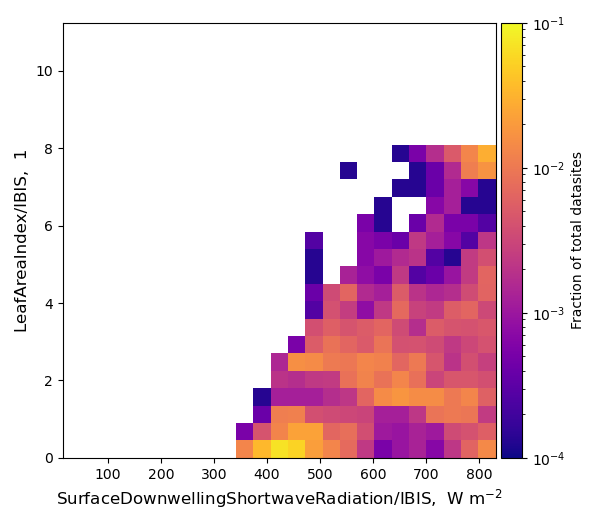 10
8
6
4
2
0
100 200 300 400 500 600 700 800
LeafAreaIndex/IBIS, 1
SurfaceDownwellingShortwaveRadiation/IBIS, W m⁻²
10⁻¹
10⁻²
10⁻³
10⁻⁴
Fraction of total datasites